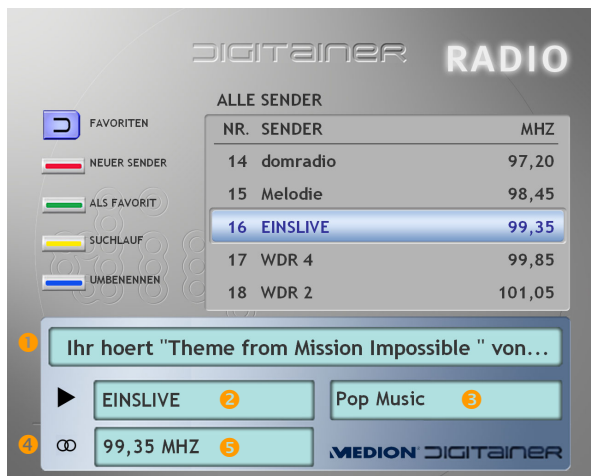 DIGITAINER RADIO
ALLE SENDER
FAVORITEN
NR. SENDER MHZ
NEUER SENDER
14 domradio 97,20
ALS FAVORIT
15 Melodie 98,45
SUCHLAUF
16 EINSLIVE 99,35
UMBENENNEN
17 WDR 4 99,85
18 WDR 2 101,05
1 Ihr hoert "Theme from Mission Impossible " von...
EINSLIVE 2 Pop Music 3
4 99,35 MHZ 5 MEDION DIGITAINER